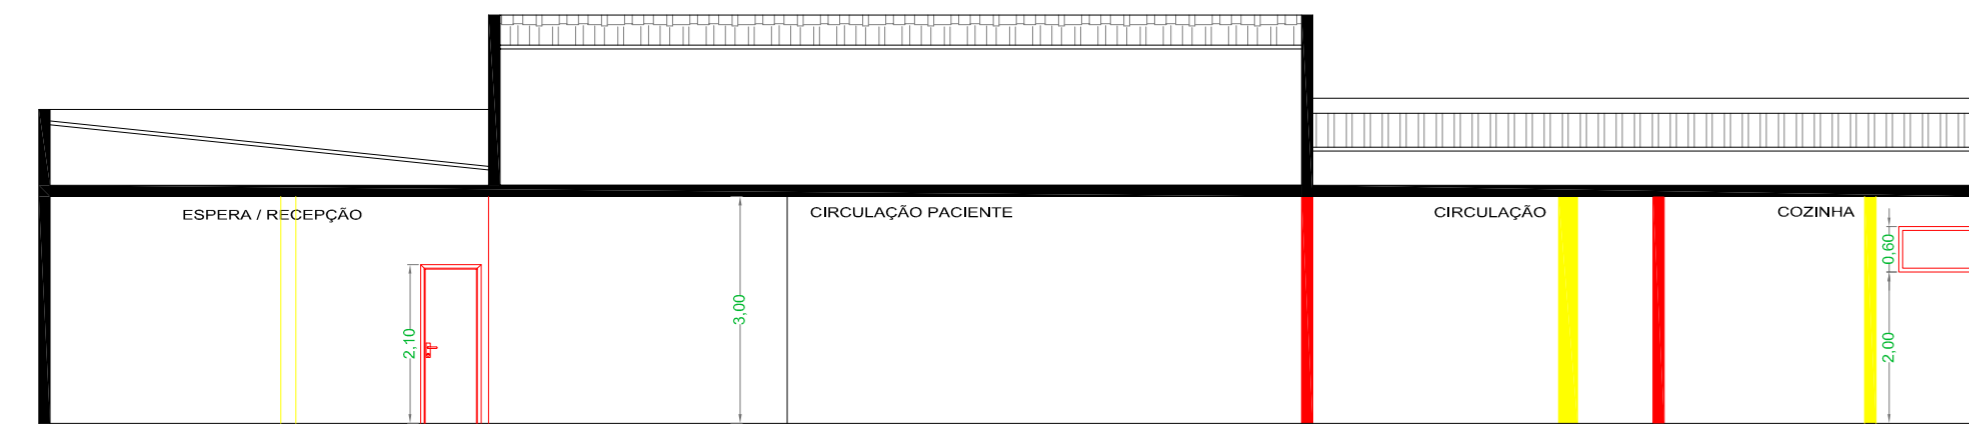 ESPERA / RECEPÇÃO
CIRCULAÇÃO PACIENTE
CIRCULAÇÃO
COZINHA
0,60
2,10
3,00
2,00